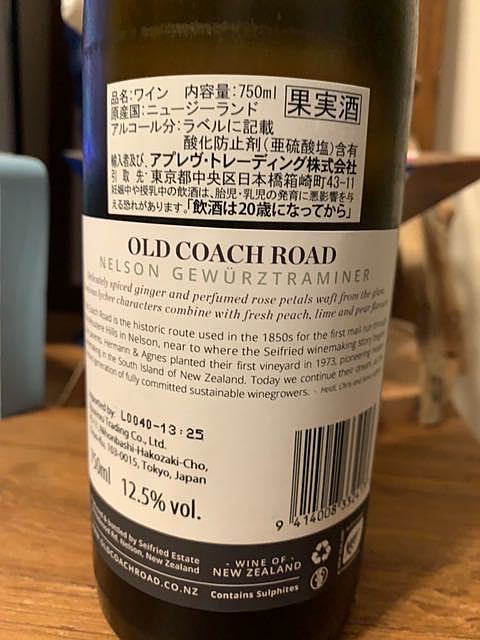 品名:ワイン 内容量:750ml
原産国:ニュージーランド
果実酒
アルコール分:ラベルに記載
酸化防止剤(亜硫酸塩)含有
輸入者及び、アプレヴ・トレーディング株式会社
引取先:東京都中央区日本橋箱崎町43-11
妊娠中や授乳中の飲酒は、胎児・乳児の発育に悪影響を与
える恐れがあります。「飲酒は20歳になってから」
OLD COACH ROAD
NELSON GEWÜRZTRAMINER
spiced ginger and perfumed rose petals waft from the glass.
lychee characters combine with fresh peach, lime and pear
Coach Road is the historic route used in the 1850s for the first mail run through
Hills in Nelson, near to where the Seifried winemaking story
Hermann & Agnes planted their first vineyard in 1973, pioneering
in the South Island of New Zealand. Today we continue their dream,
generation of fully committed sustainable winegrowers. - Heidi, Chris and
by: L0040-13:25
Trading Co., Ltd.
Nihonbashi-Hakozaki-Cho,
103-0015, Tokyo, Japan
750ml 12.5% vol.
9 414008
& bottled by Seifried Estate
Rd, Nelson, New Zealand
WWW.OLDCOACHROAD.CO.NZ
- WINE OF -
NEW ZEALAND
Contains Sulphites